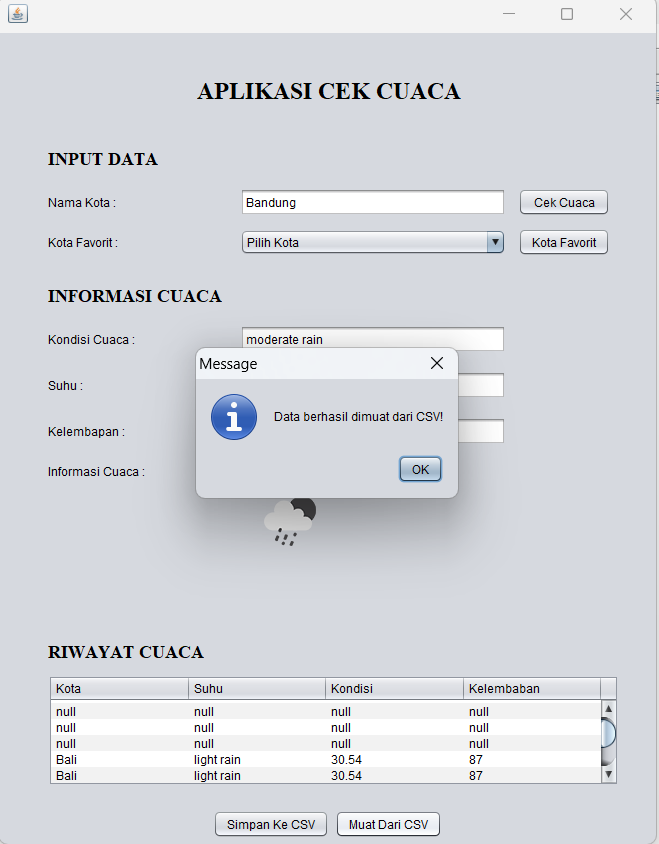 APLIKASI CEK CUACA
INPUT DATA
Nama Kota : Bandung Cek Cuaca
Kota Favorit : Pilih Kota Kota Favorit
INFORMASI CUACA
Kondisi Cuaca : moderate rain
Message
Suhu :
Data berhasil dimuat dari CSV!
Kelembapan :
Informasi Cuaca : OK
RIWAYAT CUACA
Kota Suhu Kondisi Kelembaban
null null null null
null null null null
null null null null
Bali light rain 30.54 87
Bali light rain 30.54 87
Simpan Ke CSV Muat Dari CSV